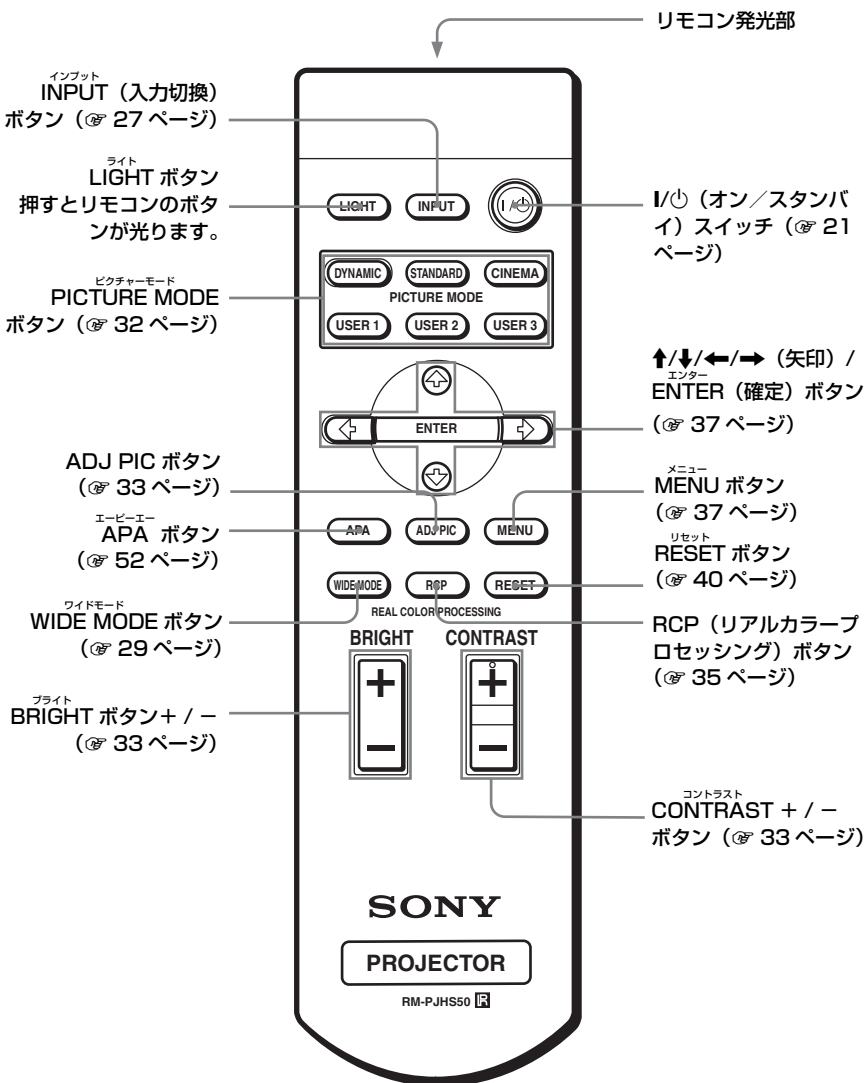 リモコン発光部
インプット
INPUT（入力切換）
ボタン（☞ 27 ページ）
ライト
LIGHT ボタン
押すとリモコンのボタ
ンが光ります。
ピクチャーモード
PICTURE MODE
ボタン（☞ 32 ページ）
ADJ PIC ボタン
（☞ 33 ページ）
エーピーエー
APA ボタン
（☞ 52 ページ）
ワイドモード
WIDE MODE ボタン
（☞ 29 ページ）
ブライト
BRIGHT ボタン＋ / －
（☞ 33 ページ）
LIGHT INPUT I/⏻
DYNAMIC STANDARD CINEMA
PICTURE MODE
USER 1 USER 2 USER 3
ENTER
APA ADJ PIC MENU
WIDE MODE RCP RESET
REAL COLOR PROCESSING
BRIGHT CONTRAST
+ +
− −
SONY
PROJECTOR
RM-PJHS50 IR
I/⏻（オン／スタンバ
イ）スイッチ（☞ 21
ページ）
↑/↓/←/→（矢印）/
エンター
ENTER（確定）ボタン
（☞ 37 ページ）
メニュー
MENU ボタン
（☞ 37 ページ）
リセット
RESET ボタン
（☞ 40 ページ）
RCP（リアルカラープ
ロセッシング）ボタン
（☞ 35 ページ）
コントラスト
CONTRAST + / －
ボタン（☞ 33 ページ）